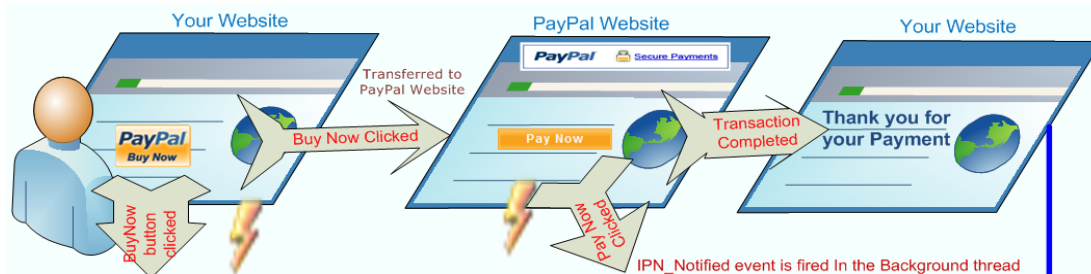 Your Website
PayPal Website
Your Website
PayPal
Secure Payments
Transferred to
PayPal Website
PayPal
Buy Now
Buy Now Clicked
Pay Now
Transaction
Completed
Thank you for
your Payment
BuyNow
button
clicked
Pay Now
Clicked
IPN_Notified event is fired In the Background thread